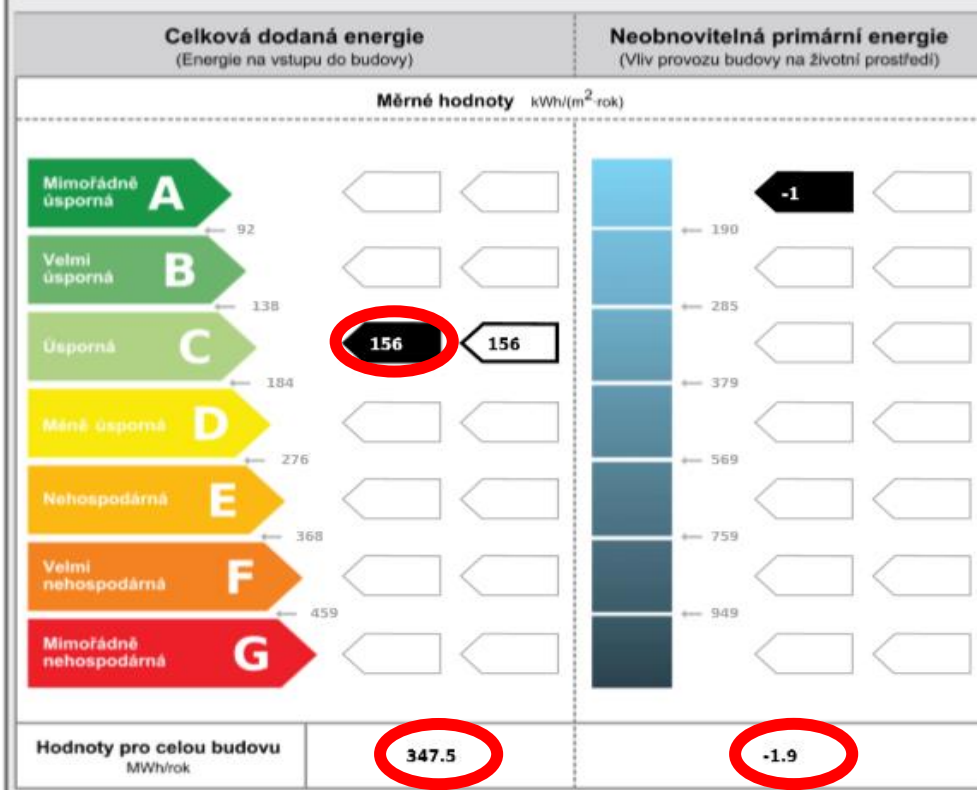 Celková dodaná energie
(Energie na vstupu do budovy)
Neobnovitelná primární energie
(Vliv provozu budovy na životní prostředí)
Měrné hodnoty kWh/(m²·rok)
Mimořádně
úsporná
A
-1
92
190
Velmi
úsporná
B
138
285
Úsporná
C
156
156
184
379
Méně úsporná
D
276
569
Nehospodárná
E
368
759
Velmi
nehospodárná
F
459
949
Mimořádně
nehospodárná
G
Hodnoty pro celou budovu
MWh/rok
347.5
-1.9